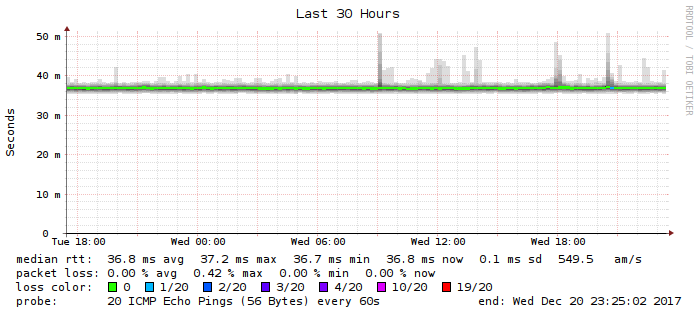 Last 30 Hours
RRDTOOL / TOBI OETIKER
Seconds
50 m
40 m
30 m
20 m
10 m
0
Tue 18:00 Wed 00:00 Wed 06:00 Wed 12:00 Wed 18:00
median rtt: 36.8 ms avg 37.2 ms max 36.7 ms min 36.8 ms now 0.1 ms sd 549.5 am/s
packet loss: 0.00 % avg 0.42 % max 0.00 % min 0.00 % now
loss color: 0 1/20 2/20 3/20 4/20 10/20 19/20
probe: 20 ICMP Echo Pings (56 Bytes) every 60s end: Wed Dec 20 23:25:02 2017